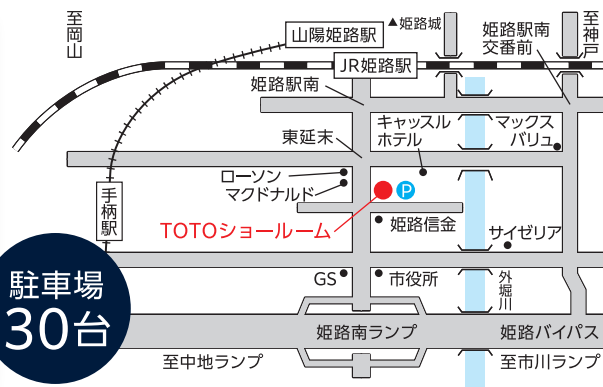 至岡山
山陽姫路駅
▲姫路城
姫路駅南
交番前
至神戸
JR姫路駅
姫路駅南
東延末
キャッスル
ホテル
マックス
バリュ
ローソン
マクドナルド
P
手柄駅
TOTOショールーム
姫路信金
サイゼリア
GS
市役所
外堀川
駐車場
30台
姫路南ランプ
姫路バイパス
至中地ランプ
至市川ランプ